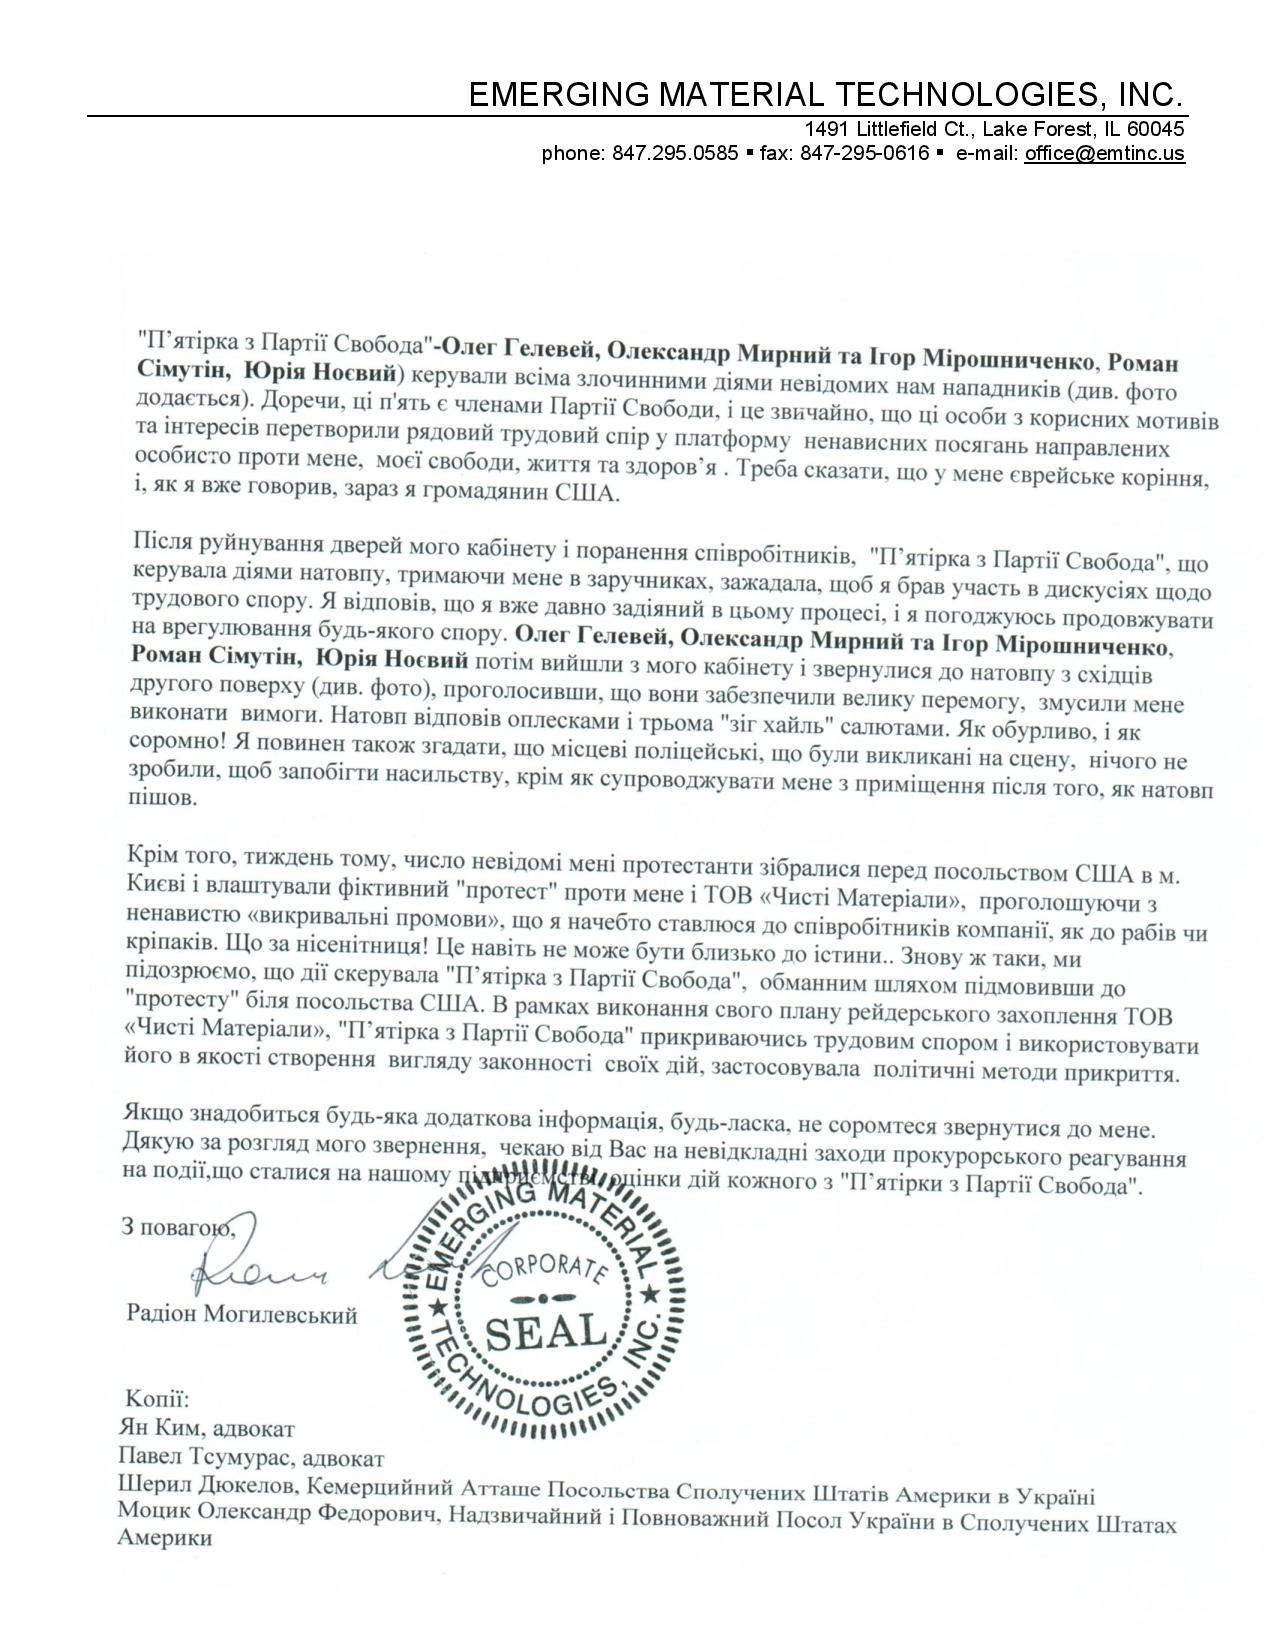 EMERGING MATERIAL TECHNOLOGIES, INC.
1491 Littlefield Ct., Lake Forest, IL 60045
phone: 847.295.0585 ▪ fax: 847-295-0616 ▪ e-mail: office@emtinc.us
"П’ятірка з Партії Свобода"-Олег Гелевей, Олександр Мирний та Ігор Мірошниченко, Роман
Сімутін, Юрія Ноєвий) керували всіма злочинними діями невідомих нам нападників (див. фото
додається). Доречи, ці п'ять є членами Партії Свободи, і це звичайно, що ці особи з корисних мотивів
та інтересів перетворили рядовий трудовий спір у платформу ненависних посягань направлених
особисто проти мене, моєї свободи, життя та здоров’я . Треба сказати, що у мене єврейське коріння,
і, як я вже говорив, зараз я громадянин США.
Після руйнування дверей мого кабінету і поранення співробітників, "П’ятірка з Партії Свобода", що
керувала діями натовпу, тримаючи мене в заручниках, зажадала, щоб я брав участь в дискусіях щодо
трудового спору. Я відповів, що я вже давно задіяний в цьому процесі, і я погоджуюсь продовжувати
на врегулювання будь-якого спору. Олег Гелевей, Олександр Мирний та Ігор Мірошниченко,
Роман Сімутін, Юрія Ноєвий потім вийшли з мого кабінету і звернулися до натовпу з східців
другого поверху (див. фото), проголосивши, що вони забезпечили велику перемогу, змусили мене
виконати вимоги. Натовп відповів оплесками і трьома "зіг хайль" салютами. Як обурливо, і як
соромно! Я повинен також згадати, що місцеві поліцейські, що були викликані на сцену, нічого не
зробили, щоб запобігти насильству, крім як супроводжувати мене з приміщення після того, як натовп
пішов.
Крім того, тиждень тому, число невідомі мені протестанти зібралися перед посольством США в м.
Києві і влаштували фіктивний "протест" проти мене і ТОВ «Чисті Матеріали», проголошуючи з
ненавистю «викривальні промови», що я начебто ставлюся до співробітників компанії, як до рабів чи
кріпаків. Що за нісенітниця! Це навіть не може бути близько до істини.. Знову ж таки, ми
підозрюємо, що дії скерувала "П’ятірка з Партії Свобода", обманним шляхом підмовивши до
"протесту" біля посольства США. В рамках виконання свого плану рейдерського захоплення ТОВ
«Чисті Матеріали», "П’ятірка з Партії Свобода" прикриваючись трудовим спором і використовувати
його в якості створення вигляду законності своїх дій, застосовувала політичні методи прикриття.
Якщо знадобиться будь-яка додаткова інформація, будь-ласка, не соромтеся звернутися до мене.
Дякую за розгляд мого звернення, чекаю від Вас на невідкладні заходи прокурорського реагування
на події,що сталися на нашому підприємстві, оцінки дій кожного з "П’ятірки з Партії Свобода".
З повагою,
Радіон Могилевський
EMERGING MATERIAL
TECHNOLOGIES, INC.
CORPORATE
SEAL
Копії:
Ян Ким, адвокат
Павел Тсумурас, адвокат
Шерил Дюкелов, Кемерційний Атташе Посольства Сполучених Штатів Америки в Україні
Моцик Олександр Федорович, Надзвичайний і Повноважний Посол України в Сполучених Штатах
Америки